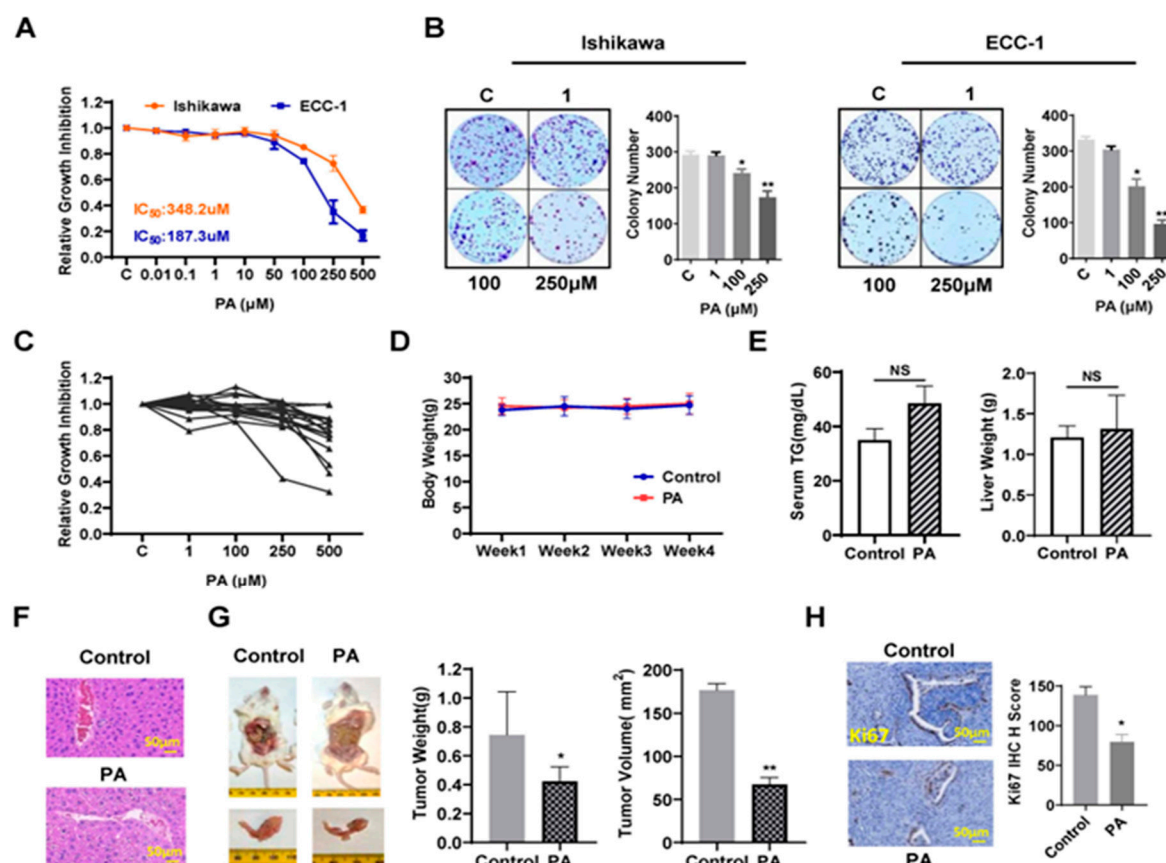 A
Relative Growth Inhibition
1.2
1.0
0.8
0.6
0.4
0.2
0.0
Ishikawa
ECC-1
IC50:348.2uM
IC50:187.3uM
C 0.01 0.1 1 10 50 100 250 500
PA (μM)
B
Ishikawa
C 1
100 250μM
Colony Number
400
300
200
100
0
*
**
C 1 100 250
PA (μM)
ECC-1
C 1
100 250μM
Colony Number
400
300
200
100
0
*
**
C 1 100 250
PA (μM)
C
Relative Growth Inhibition
1.2
1.0
0.8
0.6
0.4
0.2
0.0
C 1 100 250 500
PA (μM)
D
Body Weight(g)
30
25
20
15
10
5
0
Control
PA
Week1 Week2 Week3 Week4
E
Serum TG(mg/dL)
60
40
20
0
NS
Control PA
Liver Weight (g)
2.0
1.5
1.0
0.5
0.0
NS
Control PA
F
Control
50μm
PA
50μm
G
Control PA
Tumor Weight(g)
1.2
1.0
0.8
0.6
0.4
0.2
0.0
*
Control PA
Tumor Volume( mm²)
200
150
100
50
0
**
Control PA
H
Control
Ki67
50μm
50μm
PA
Ki67 IHC H Score
150
100
50
0
*
Control PA